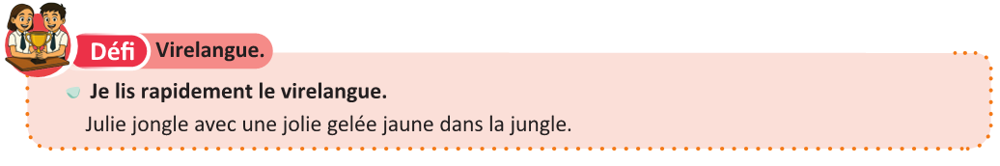 Défi Virelangue.
Je lis rapidement le virelangue.
Julie jongle avec une jolie gelée jaune dans la jungle.